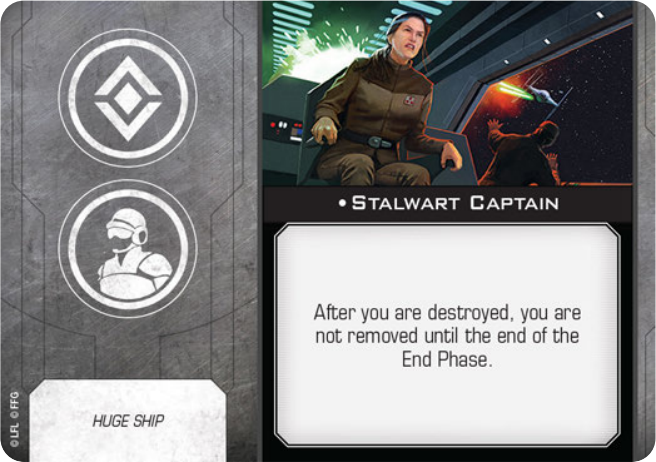 • STALWART CAPTAIN
After you are destroyed, you are
not removed until the end of the
End Phase.
HUGE SHIP
© LFL © FFG